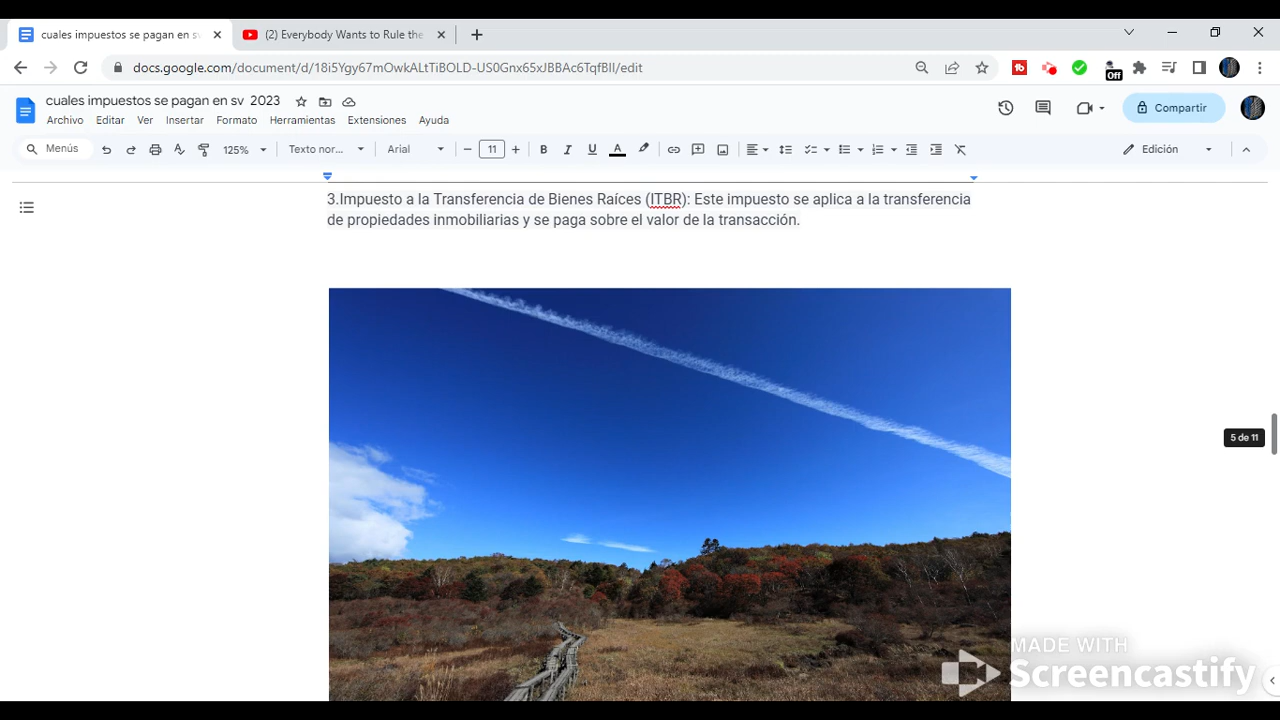 cuales impuestos se pagan en sv
(2) Everybody Wants to Rule the
docs.google.com/document/d/18i5Ygv67mOwkALtTiBOLD-US0Gnx65xJBBAc6TqfBII/edit
Off
cuales impuestos se pagan en sv 2023
Archivo Editar Ver Insertar Formato Herramientas Extensiones Ayuda
Compartir
Menús 125% Texto nor... Arial 11 B I U A Edición
3.Impuesto a la Transferencia de Bienes Raíces (ITBR): Este impuesto se aplica a la transferencia
de propiedades inmobiliarias y se paga sobre el valor de la transacción.
5 de 11
MADE WITH
Screencastify